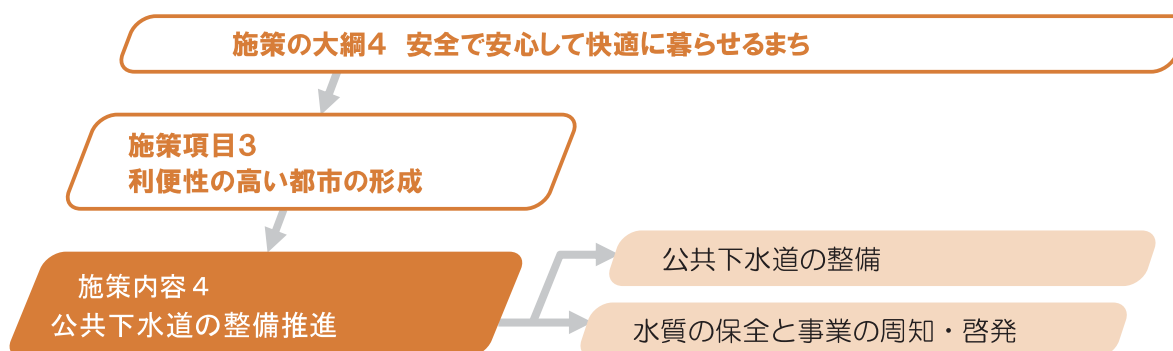 施策の大綱4 安全で安心して快適に暮らせるまち
施策項目3
利便性の高い都市の形成
施策内容4
公共下水道の整備推進
公共下水道の整備
水質の保全と事業の周知・啓発